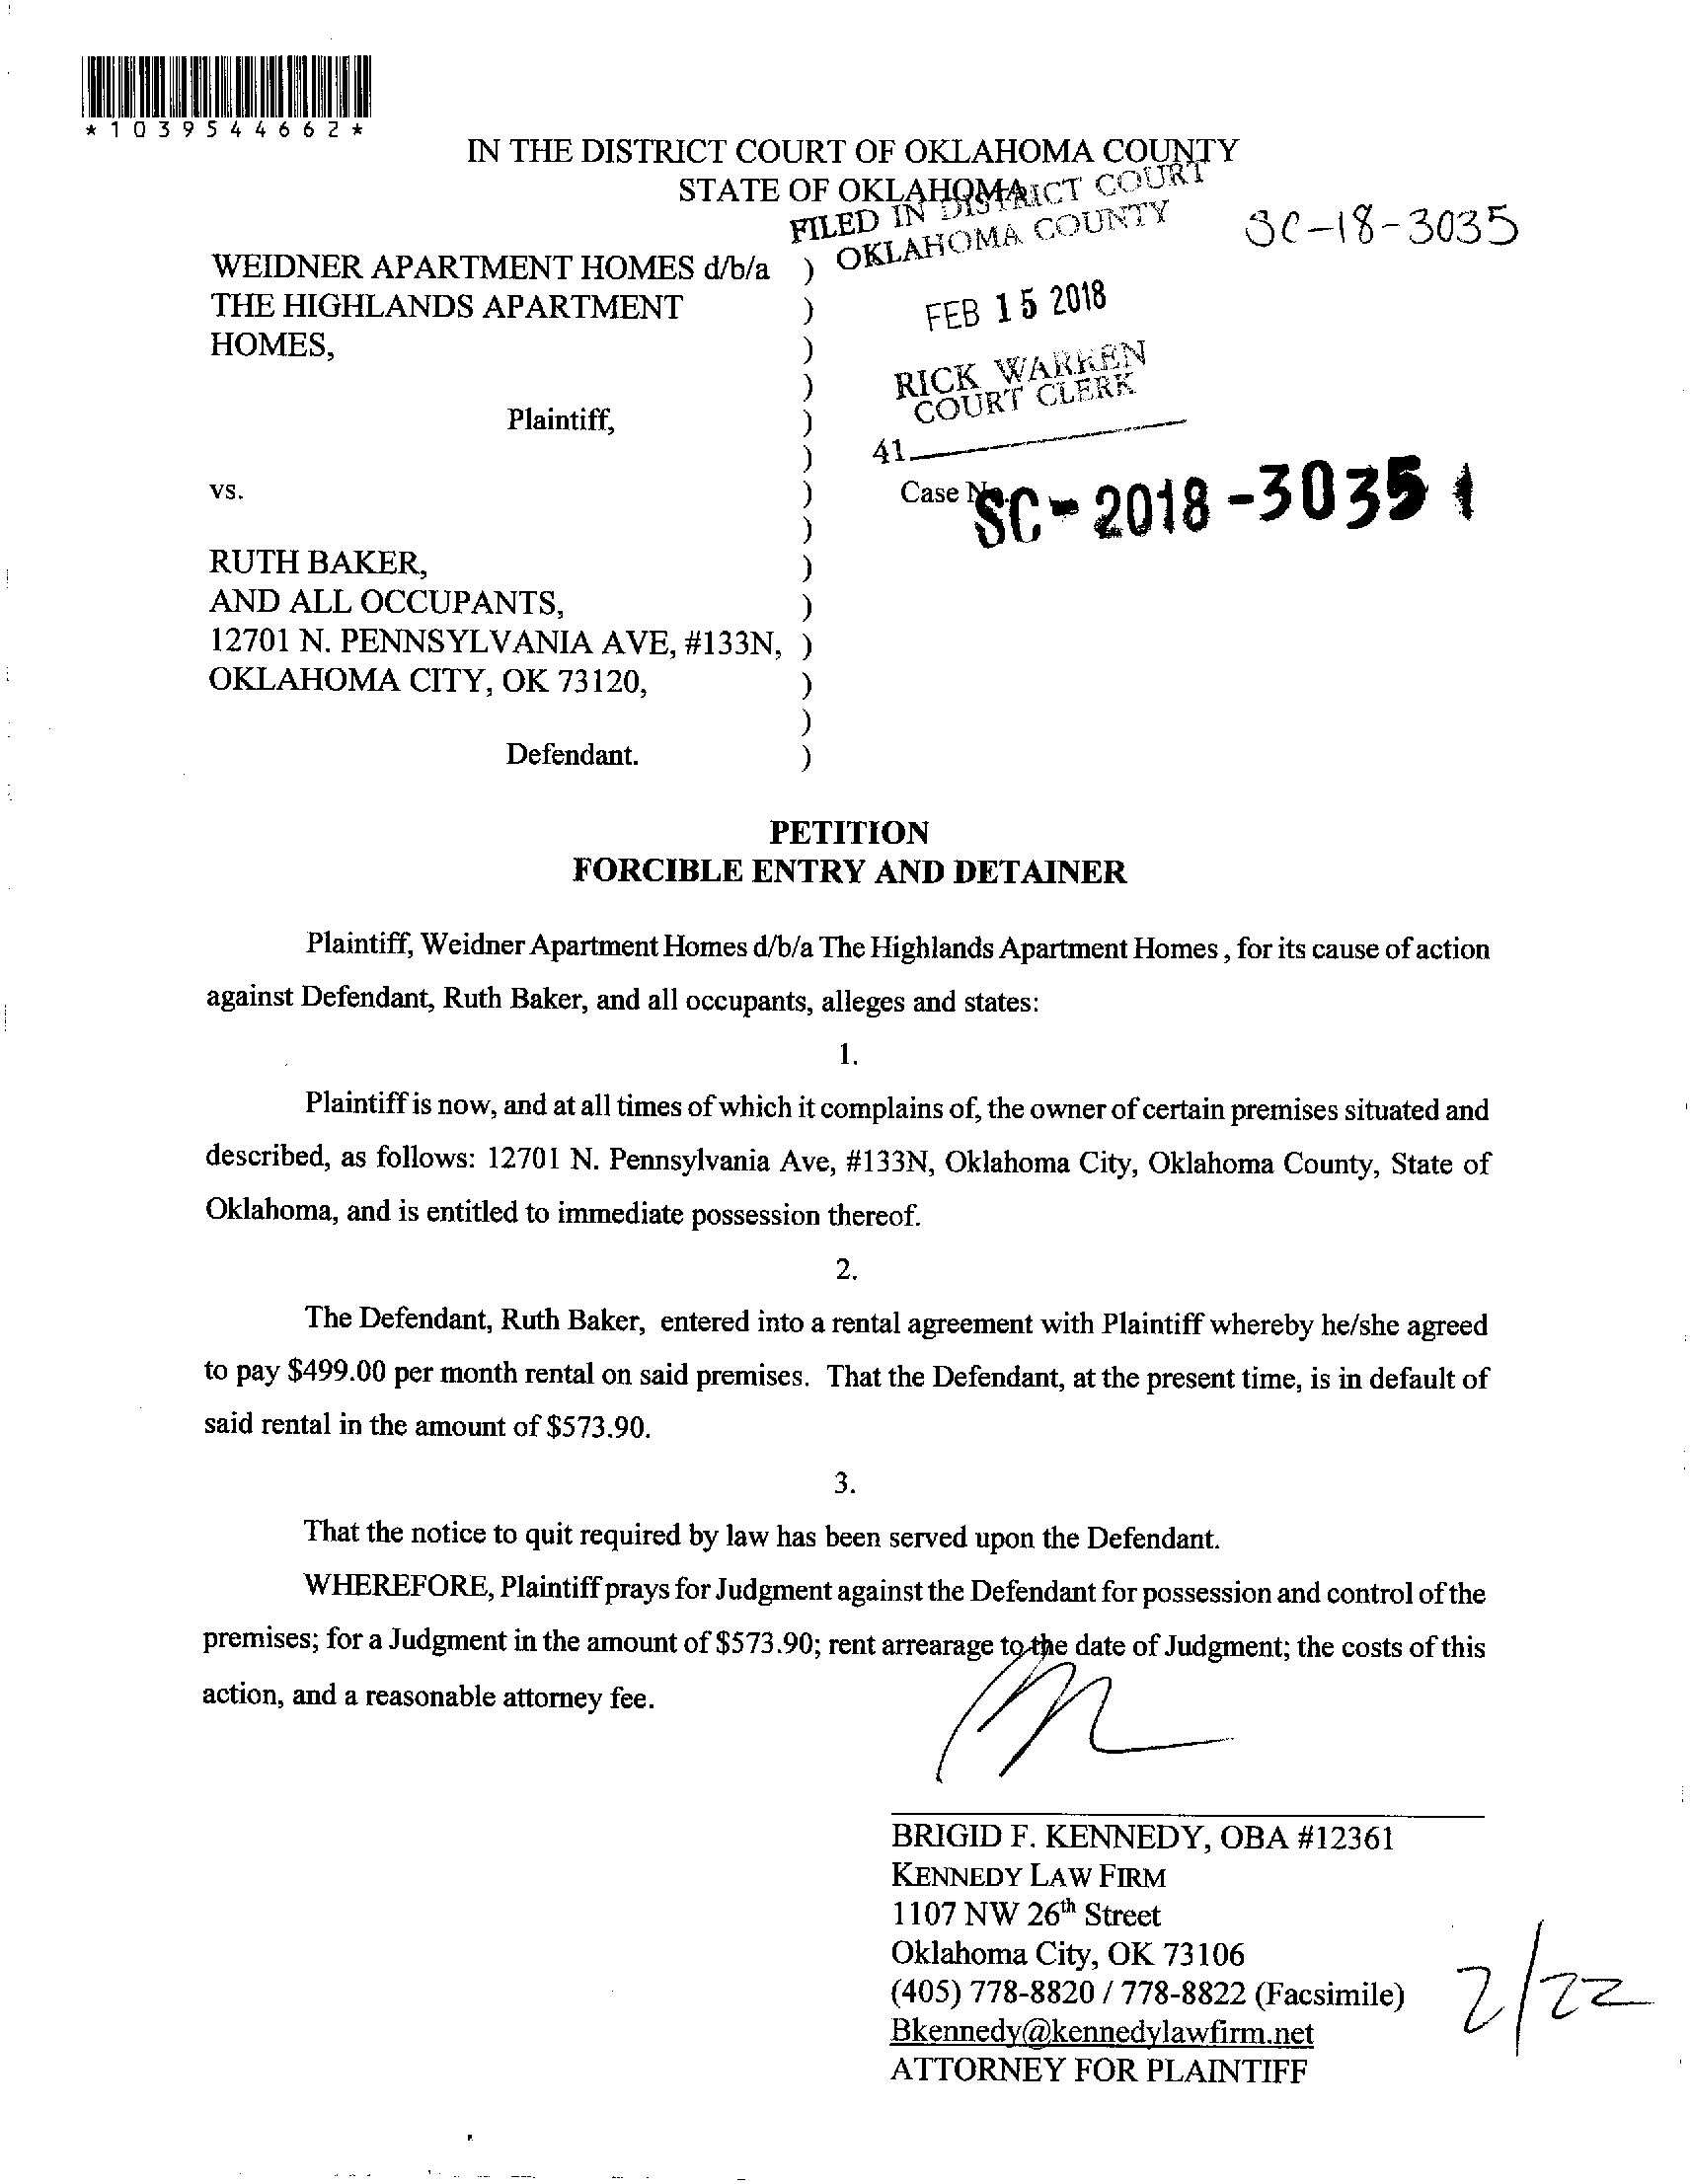 *1039544662*
IN THE DISTRICT COURT OF OKLAHOMA COUNTY
STATE OF OKLAHOMA
FILED IN DISTRICT COURT
OKLAHOMA COUNTY
SC-18-3035
WEIDNER APARTMENT HOMES d/b/a )
THE HIGHLANDS APARTMENT )
HOMES, )
FEB 15 2018
)
RICK WARREN
COURT CLERK
Plaintiff, )
) 41
vs. ) Case No.
SC-2018-3035 1
)
RUTH BAKER, )
AND ALL OCCUPANTS, )
12701 N. PENNSYLVANIA AVE, #133N, )
OKLAHOMA CITY, OK 73120, )
)
Defendant. )
PETITION
FORCIBLE ENTRY AND DETAINER
Plaintiff, Weidner Apartment Homes d/b/a The Highlands Apartment Homes , for its cause of action
against Defendant, Ruth Baker, and all occupants, alleges and states:
1.
Plaintiff is now, and at all times of which it complains of, the owner of certain premises situated and
described, as follows: 12701 N. Pennsylvania Ave, #133N, Oklahoma City, Oklahoma County, State of
Oklahoma, and is entitled to immediate possession thereof.
2.
The Defendant, Ruth Baker, entered into a rental agreement with Plaintiff whereby he/she agreed
to pay $499.00 per month rental on said premises. That the Defendant, at the present time, is in default of
said rental in the amount of $573.90.
3.
That the notice to quit required by law has been served upon the Defendant.
WHEREFORE, Plaintiff prays for Judgment against the Defendant for possession and control of the
premises; for a Judgment in the amount of $573.90; rent arrearage to the date of Judgment; the costs of this
action, and a reasonable attorney fee.
BRIGID F. KENNEDY, OBA #12361
KENNEDY LAW FIRM
1107 NW 26th Street
Oklahoma City, OK 73106
(405) 778-8820 / 778-8822 (Facsimile)
Bkennedy@kennedylawfirm.net
ATTORNEY FOR PLAINTIFF
2/22